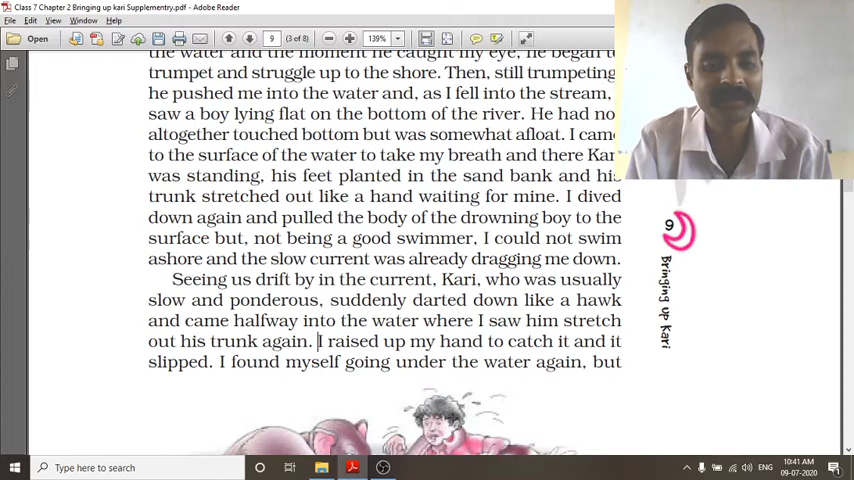 Class 7 Chapter 2 Bringing up kari Supplementry.pdf - Adobe Reader
File Edit View Window Help
Open
9
(3 of 8)
139%
the water and the moment he caught my eye, he began to
trumpet and struggle up to the shore. Then, still trumpeting
he pushed me into the water and, as I fell into the stream,
saw a boy lying flat on the bottom of the river. He had no
altogether touched bottom but was somewhat afloat. I came
to the surface of the water to take my breath and there Kari
was standing, his feet planted in the sand bank and his
trunk stretched out like a hand waiting for mine. I dived
down again and pulled the body of the drowning boy to the
surface but, not being a good swimmer, I could not swim
ashore and the slow current was already dragging me down.
Seeing us drift by in the current, Kari, who was usually
slow and ponderous, suddenly darted down like a hawk
and came halfway into the water where I saw him stretch
out his trunk again. I raised up my hand to catch it and it
slipped. I found myself going under the water again, but
9
Bringing up Kari
Type here to search
ENG
10:41 AM
09-07-2020